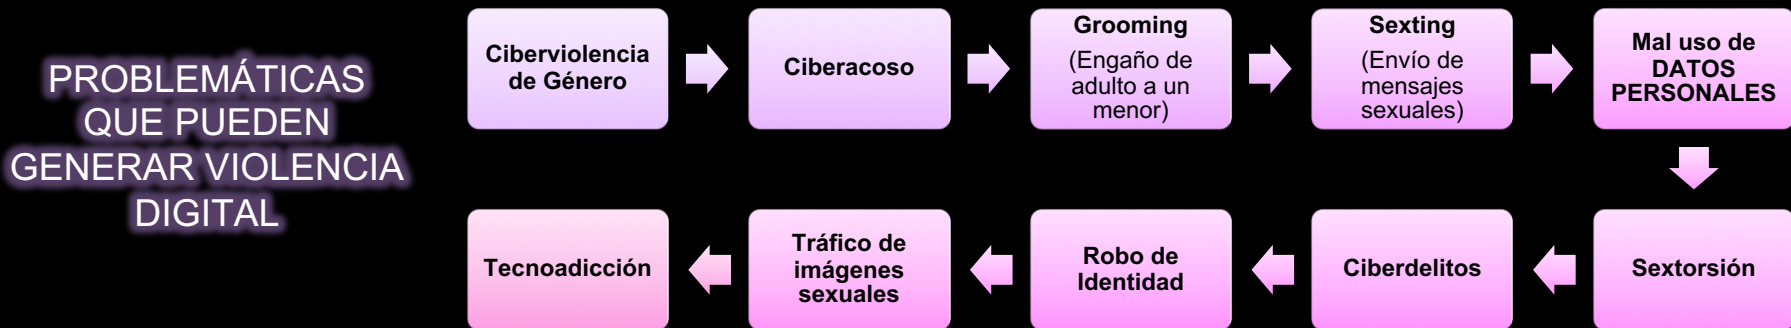 PROBLEMÁTICAS
QUE PUEDEN
GENERAR VIOLENCIA
DIGITAL
Ciberviolencia
de Género
Ciberacoso
Grooming
(Engaño de
adulto a un
menor)
Sexting
(Envío de
mensajes
sexuales)
Mal uso de
DATOS
PERSONALES
Sextorsión
Ciberdelitos
Robo de
Identidad
Tráfico de
imágenes
sexuales
Tecnoadicción